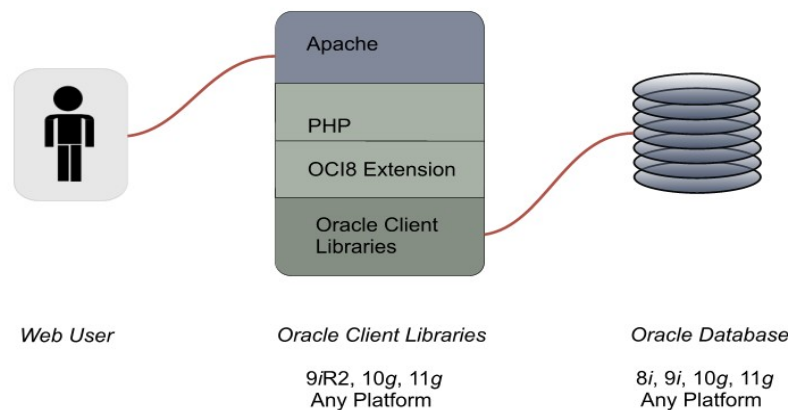 Apache
PHP
OCI8 Extension
Oracle Client
Libraries
Web User
Oracle Client Libraries
9iR2, 10g, 11g
Any Platform
Oracle Database
8i, 9i, 10g, 11g
Any Platform